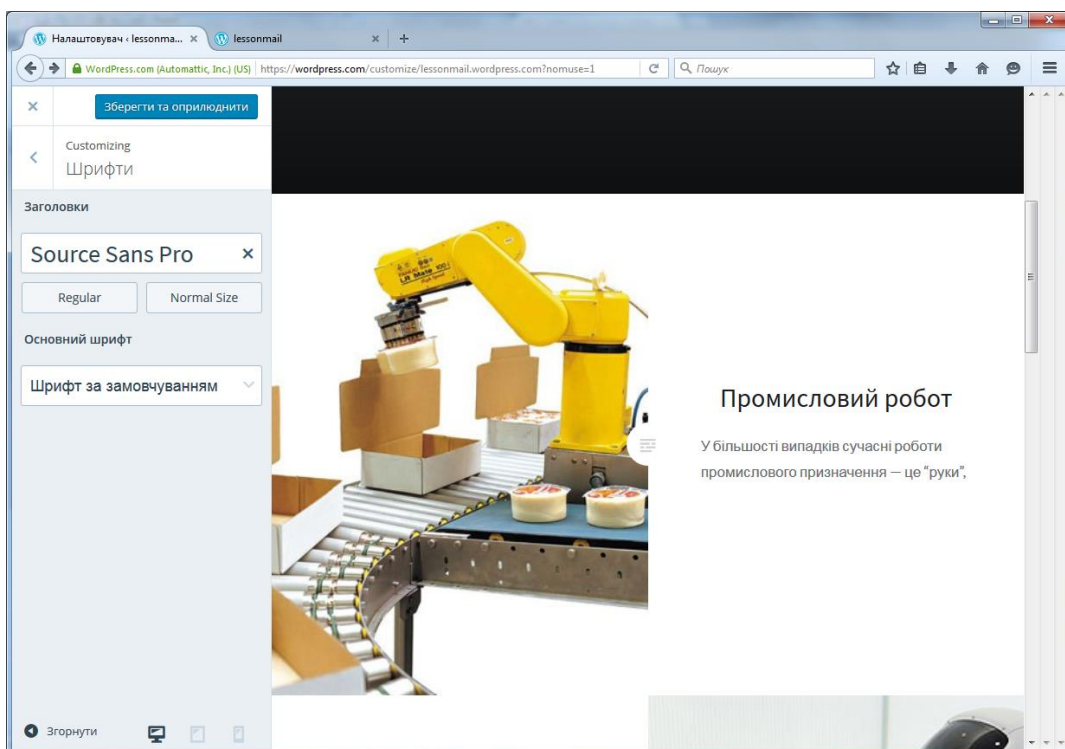 Налаштовувач ‹ lessonma...
lessonmail
WordPress.com (Automattic, Inc.) (US)
https://wordpress.com/customize/lessonmail.wordpress.com?nomuse=1
Пошук
Зберегти та оприлюднити
Customizing
Шрифти
Заголовки
Source Sans Pro
Regular
Normal Size
Основний шрифт
Шрифт за замовчуванням
LR Mate
Промисловий робот
У більшості випадків сучасні роботи
промислового призначення — це “руки”,
Згорнути